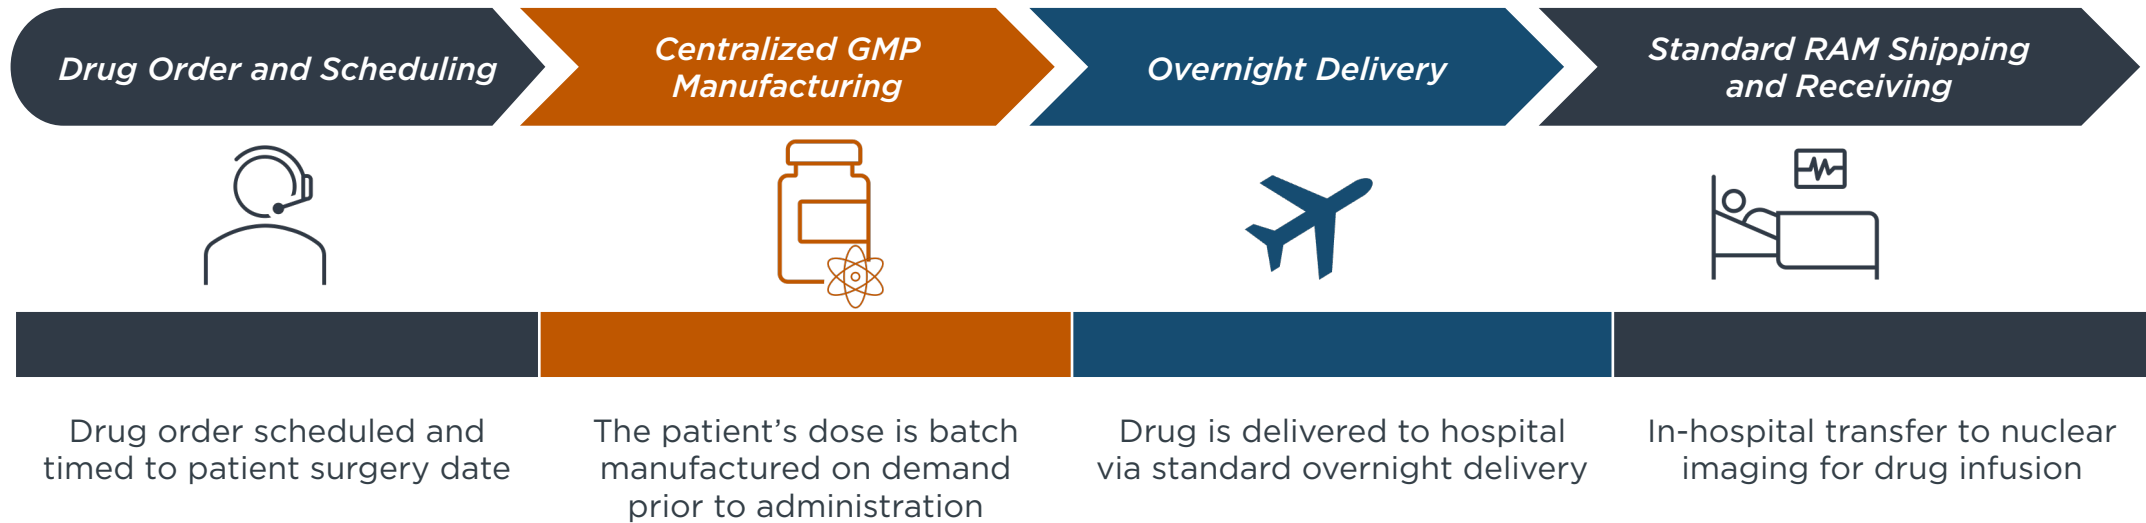 Drug Order and Scheduling
Centralized GMP
Manufacturing
Overnight Delivery
Standard RAM Shipping
and Receiving
Drug order scheduled and
timed to patient surgery date
The patient’s dose is batch
manufactured on demand
prior to administration
Drug is delivered to hospital
via standard overnight delivery
In-hospital transfer to nuclear
imaging for drug infusion